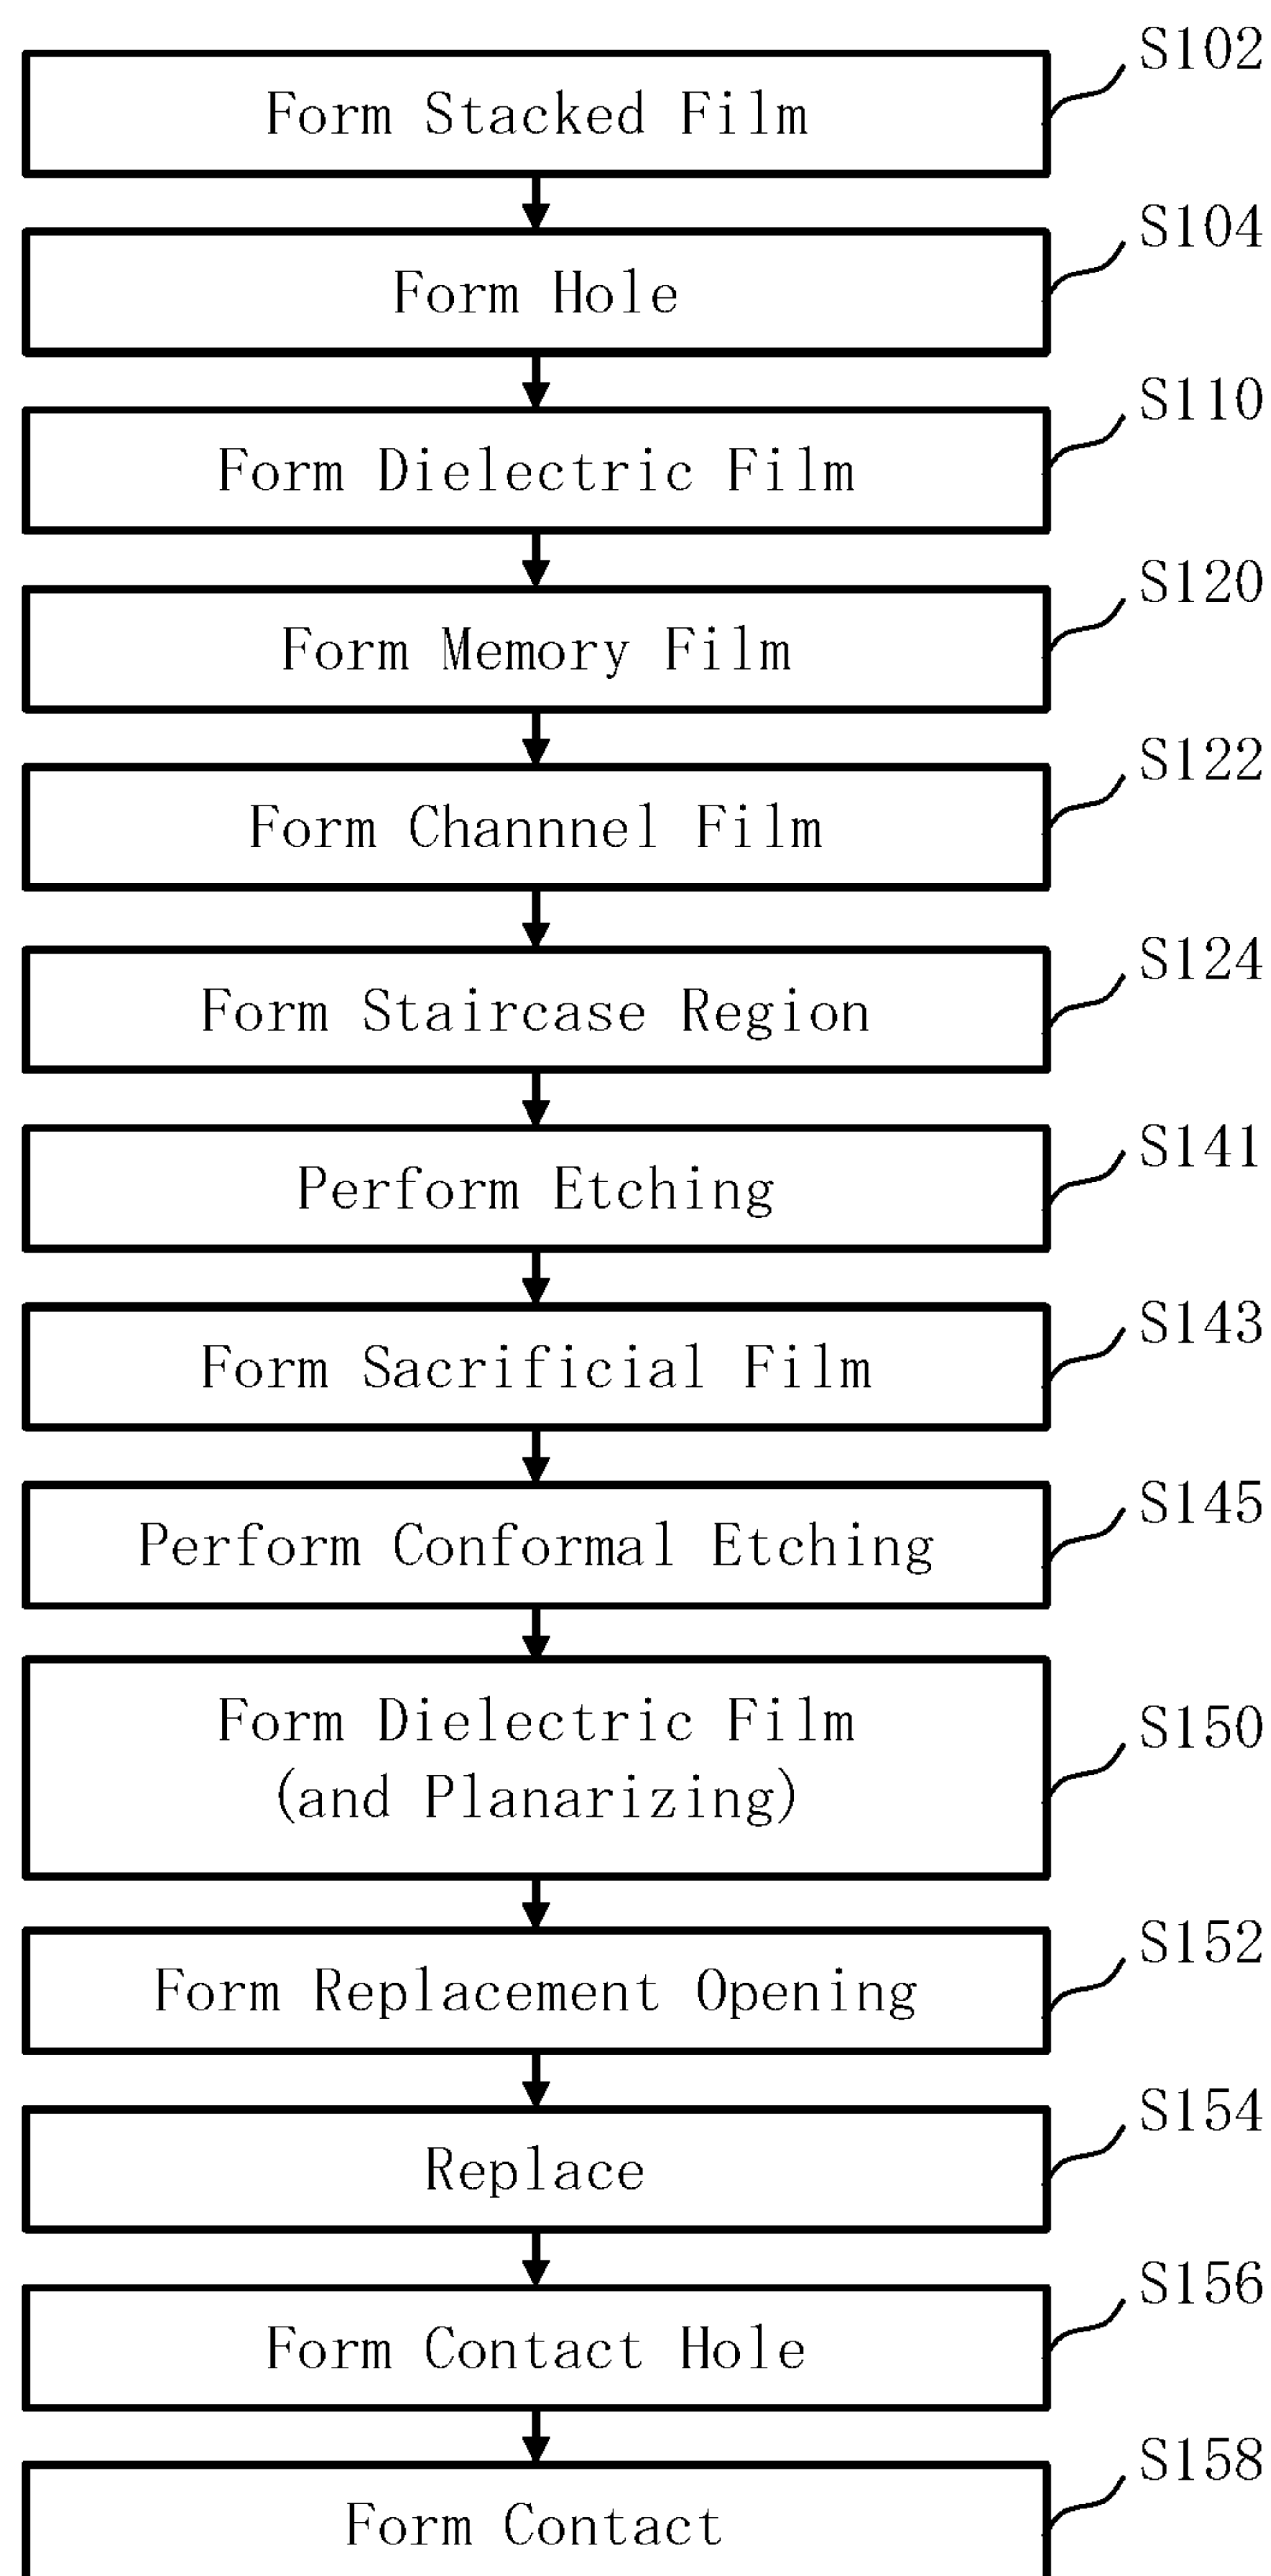 S102
Form Stacked Film
S104
Form Hole
S110
Form Dielectric Film
S120
Form Memory Film
S122
Form Channnel Film
S124
Form Staircase Region
S141
Perform Etching
S143
Form Sacrificial Film
S145
Perform Conformal Etching
S150
Form Dielectric Film
(and Planarizing)
S152
Form Replacement Opening
S154
Replace
S156
Form Contact Hole
S158
Form Contact